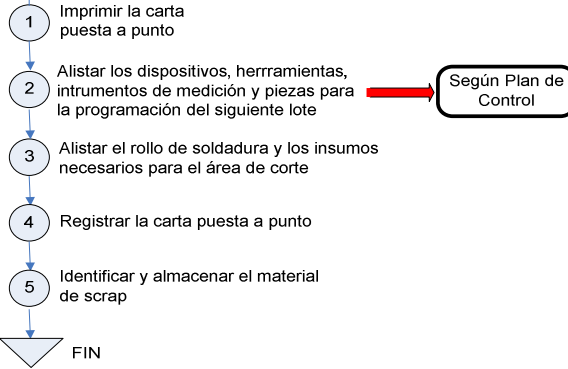 1
Imprimir la carta
puesta a punto
2
Alistar los dispositivos, herrramientas,
intrumentos de medición y piezas para
la programación del siguiente lote
Según Plan de
Control
3
Alistar el rollo de soldadura y los insumos
necesarios para el área de corte
4
Registrar la carta puesta a punto
5
Identificar y almacenar el material
de scrap
FIN